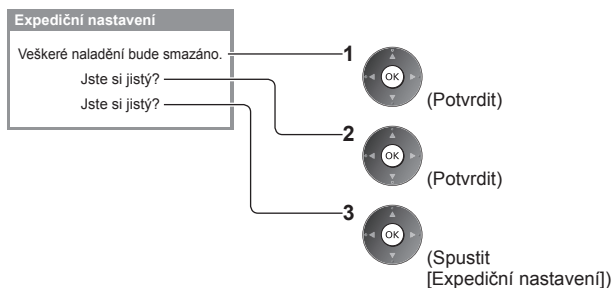 Expediční nastavení
Veškeré naladění bude smazáno.
Jste si jistý?
Jste si jistý?
1
OK
(Potvrdit)
2
OK
(Potvrdit)
3
OK
(Spustit
[Expediční nastavení])